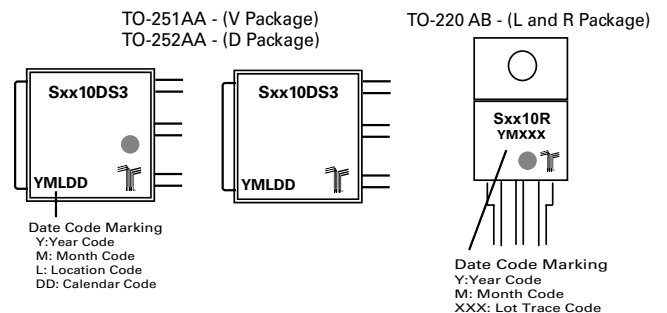 TO-251AA - (V Package)
TO-252AA - (D Package)
Sxx10DS3
YMLDD
Date Code Marking
Y:Year Code
M: Month Code
L: Location Code
DD: Calendar Code
Sxx10DS3
YMLDD
TO-220 AB - (L and R Package)
Sxx10R
YMXXX
Date Code Marking
Y:Year Code
M: Month Code
XXX: Lot Trace Code